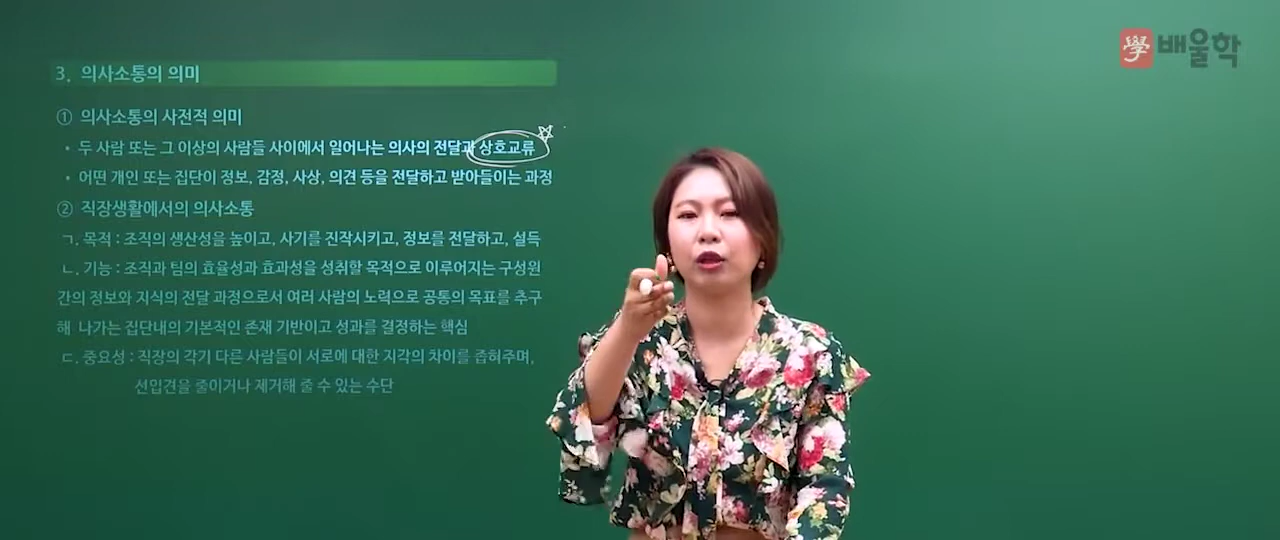 學 배울학
3. 의사소통의 의미
① 의사소통의 사전적 의미
• 두 사람 또는 그 이상의 사람들 사이에서 일어나는 의사의 전달과 상호교류
• 어떤 개인 또는 집단이 정보, 감정, 사상, 의견 등을 전달하고 받아들이는 과정
② 직장생활에서의 의사소통
ㄱ. 목적 : 조직의 생산성을 높이고, 사기를 진작시키고, 정보를 전달하고, 설득
ㄴ. 기능 : 조직과 팀의 효율성과 효과성을 성취할 목적으로 이루어지는 구성원
간의 정보와 지식의 전달 과정으로서 여러 사람의 노력으로 공통의 목표를 추구
해 나가는 집단내의 기본적인 존재 기반이고 성과를 결정하는 핵심
ㄷ. 중요성 : 직장의 각기 다른 사람들이 서로에 대한 지각의 차이를 좁혀주며,
선입견을 줄이거나 제거해 줄 수 있는 수단